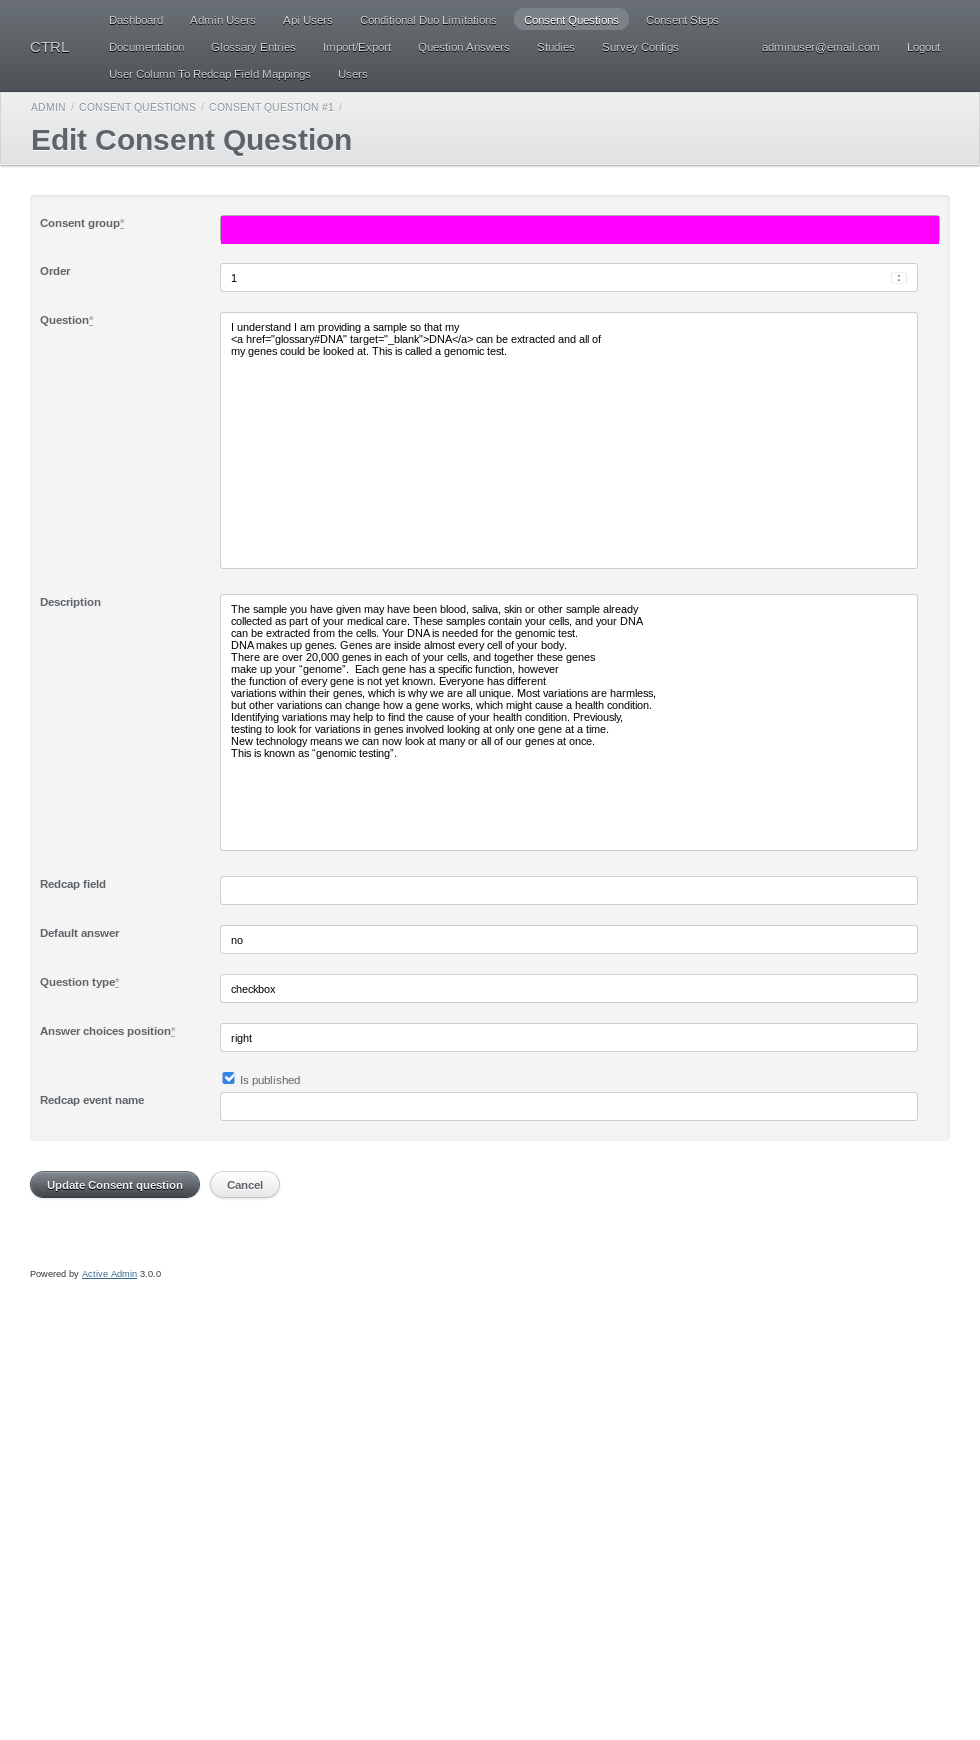 Dashboard Admin Users Api Users Conditional Duo Limitations Consent Questions Consent Steps
CTRL Documentation Glossary Entries Import/Export Question Answers Studies Survey Configs adminuser@email.com Logout
User Column To Redcap Field Mappings Users
ADMIN / CONSENT QUESTIONS / CONSENT QUESTION #1 /
Edit Consent Question
Consent group*
Order 1
Question*
I understand I am providing a sample so that my
<a href="glossary#DNA" target="_blank">DNA</a> can be extracted and all of
my genes could be looked at. This is called a genomic test.
Description
The sample you have given may have been blood, saliva, skin or other sample already
collected as part of your medical care. These samples contain your cells, and your DNA
can be extracted from the cells. Your DNA is needed for the genomic test.
DNA makes up genes. Genes are inside almost every cell of your body.
There are over 20,000 genes in each of your cells, and together these genes
make up your “genome”.  Each gene has a specific function, however
the function of every gene is not yet known. Everyone has different
variations within their genes, which is why we are all unique. Most variations are harmless,
but other variations can change how a gene works, which might cause a health condition.
Identifying variations may help to find the cause of your health condition. Previously,
testing to look for variations in genes involved looking at only one gene at a time.
New technology means we can now look at many or all of our genes at once.
This is known as “genomic testing”.
Redcap field
Default answer no
Question type* checkbox
Answer choices position* right
Is published
Redcap event name
Update Consent question Cancel
Powered by Active Admin 3.0.0